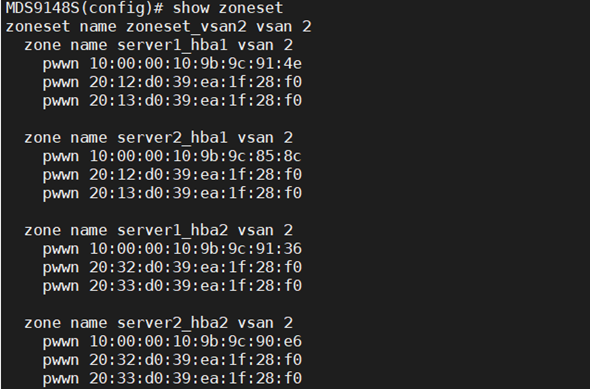 MDS9148S(config)# show zoneset
zoneset name zoneset_vsan2 vsan 2
zone name server1_hba1 vsan 2
pwwn 10:00:00:10:9b:9c:91:4e
pwwn 20:12:d0:39:ea:1f:28:f0
pwwn 20:13:d0:39:ea:1f:28:f0
zone name server2_hba1 vsan 2
pwwn 10:00:00:10:9b:9c:85:8c
pwwn 20:12:d0:39:ea:1f:28:f0
pwwn 20:13:d0:39:ea:1f:28:f0
zone name server1_hba2 vsan 2
pwwn 10:00:00:10:9b:9c:91:36
pwwn 20:32:d0:39:ea:1f:28:f0
pwwn 20:33:d0:39:ea:1f:28:f0
zone name server2_hba2 vsan 2
pwwn 10:00:00:10:9b:9c:90:e6
pwwn 20:32:d0:39:ea:1f:28:f0
pwwn 20:33:d0:39:ea:1f:28:f0